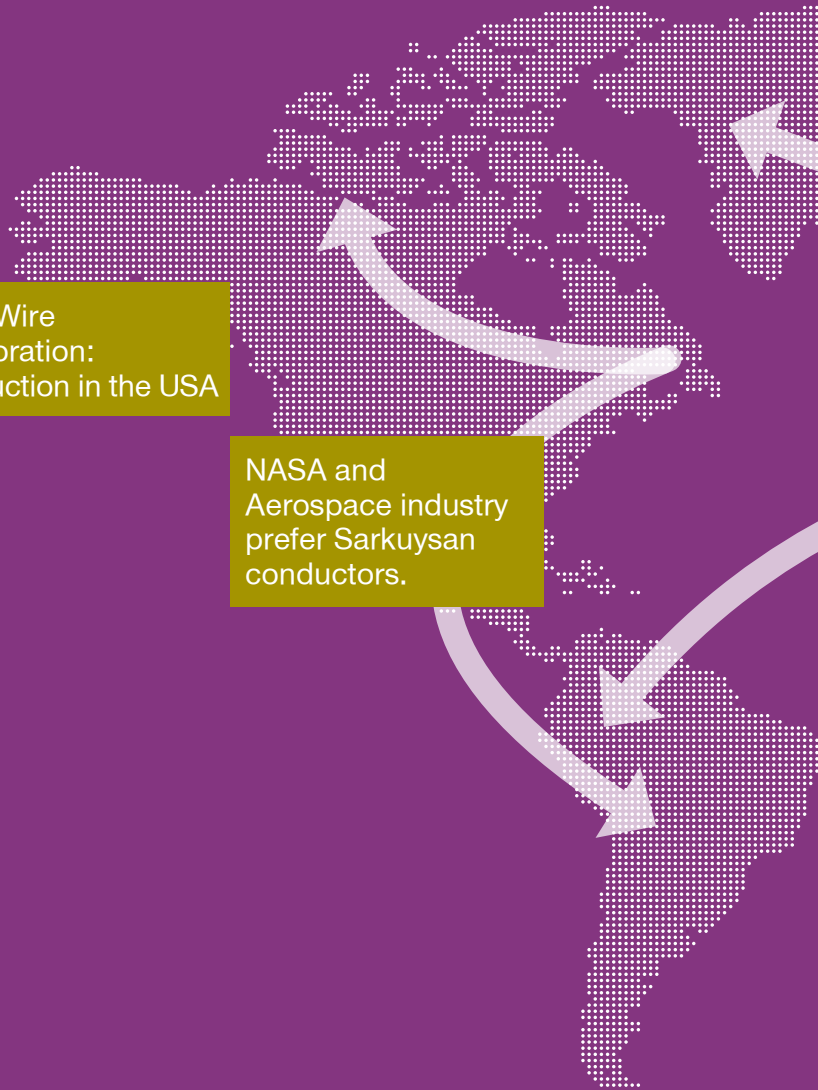 Wire
oration:
uction in the USA
NASA and
Aerospace industry
prefer Sarkuysan
conductors.